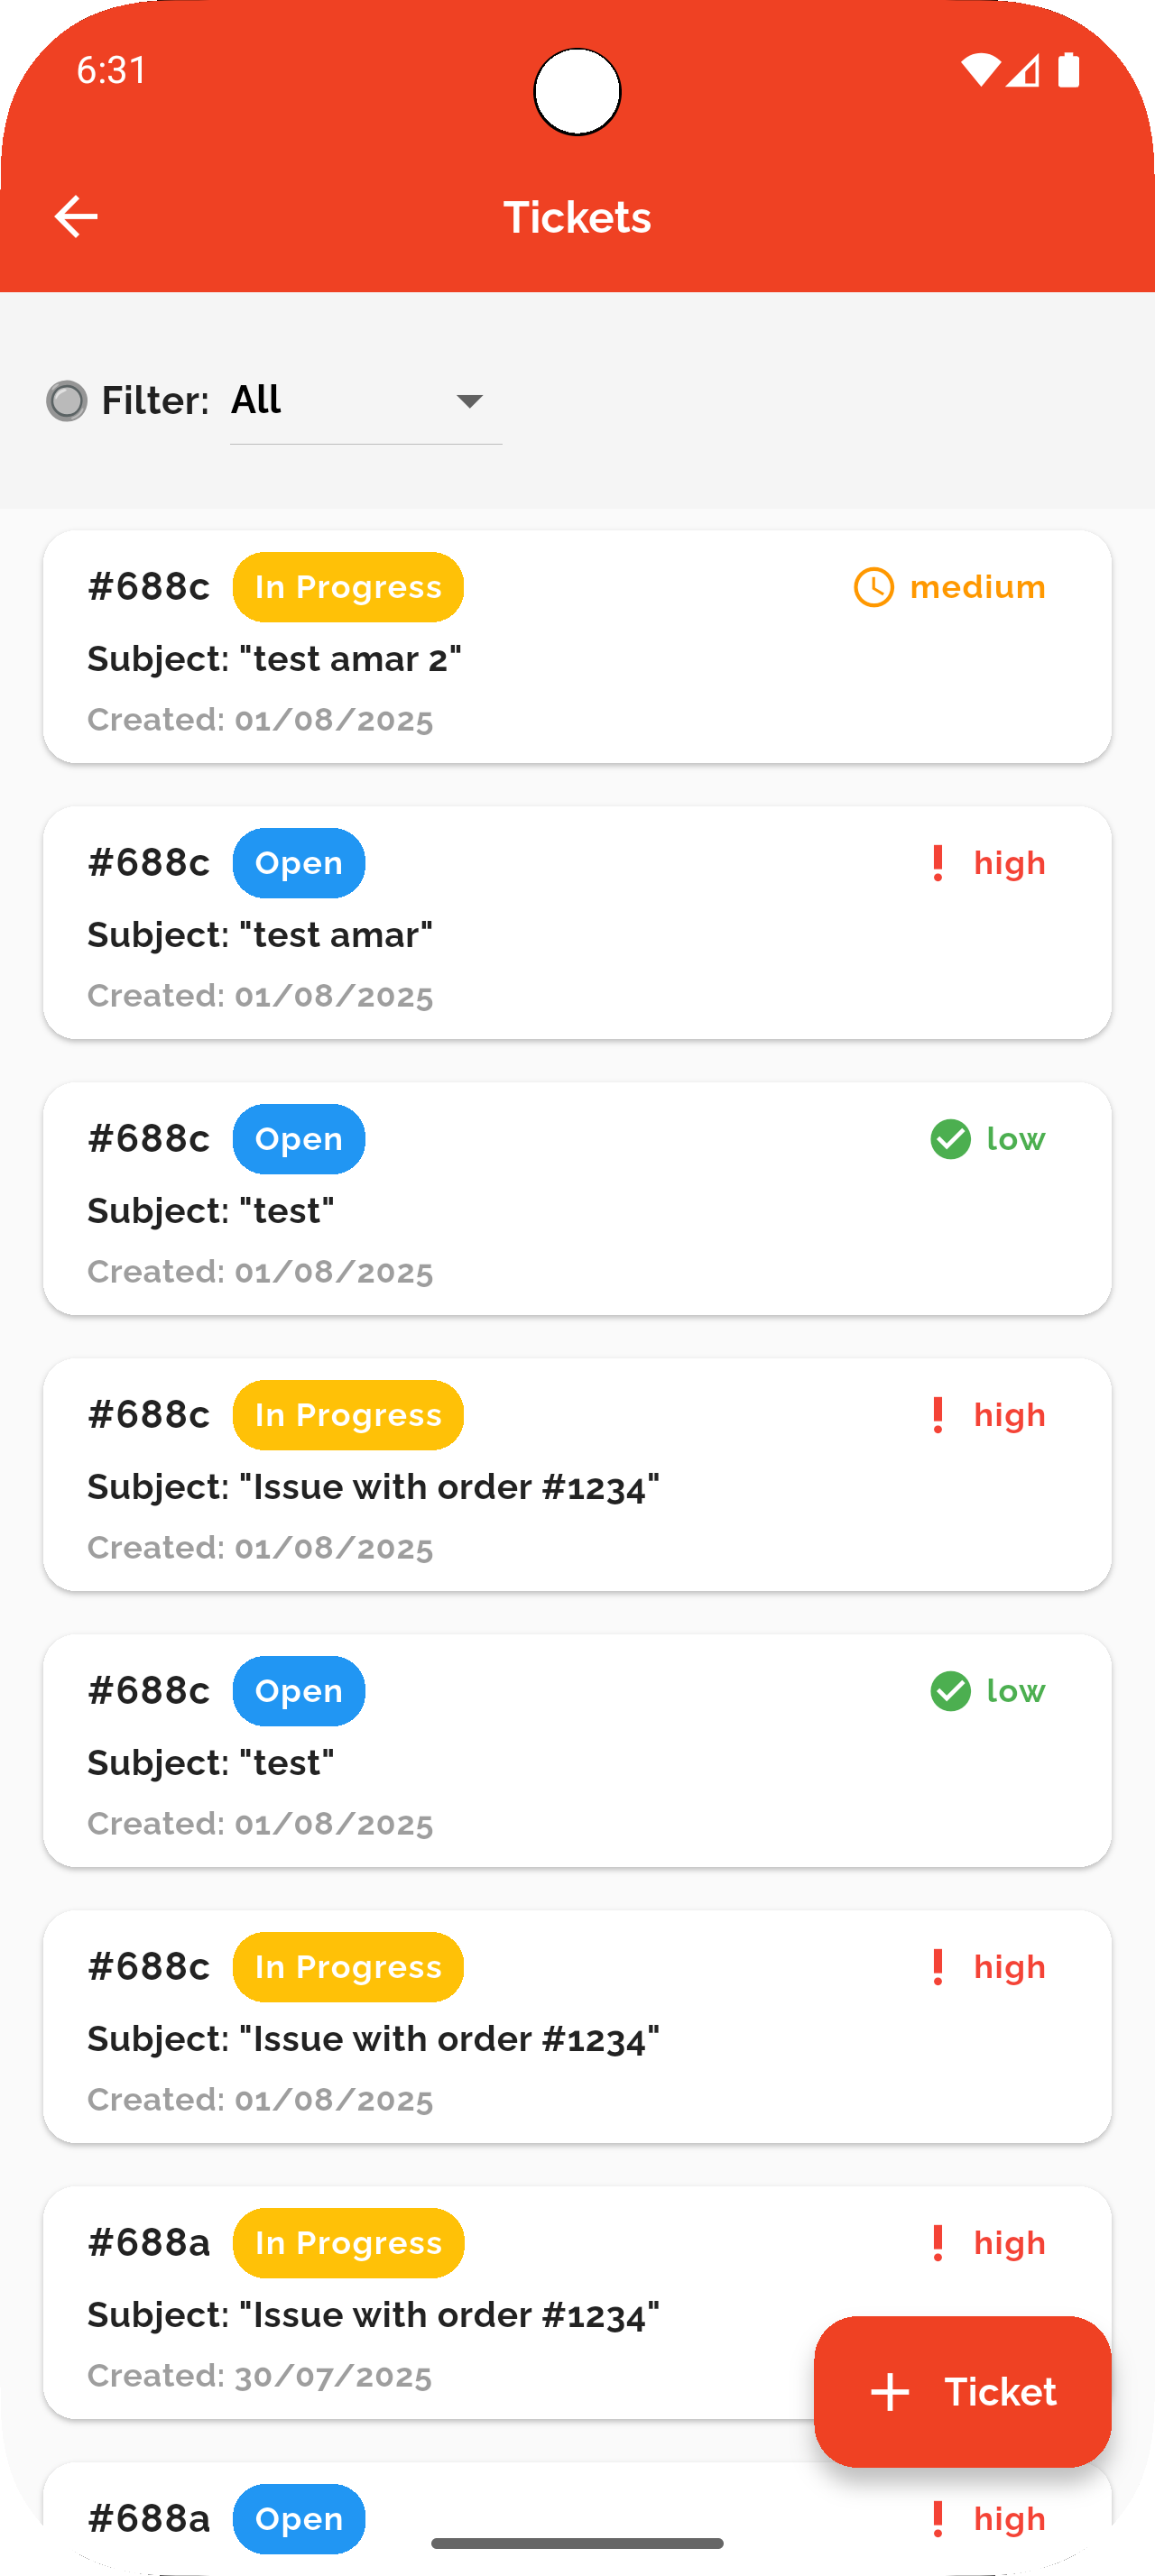 6:31
Tickets
Filter: All
#688c In Progress medium
Subject: "test amar 2"
Created: 01/08/2025
#688c Open high
Subject: "test amar"
Created: 01/08/2025
#688c Open low
Subject: "test"
Created: 01/08/2025
#688c In Progress high
Subject: "Issue with order #1234"
Created: 01/08/2025
#688c Open low
Subject: "test"
Created: 01/08/2025
#688c In Progress high
Subject: "Issue with order #1234"
Created: 01/08/2025
#688a In Progress high
Subject: "Issue with order #1234"
Created: 30/07/2025
+ Ticket
#688a Open high